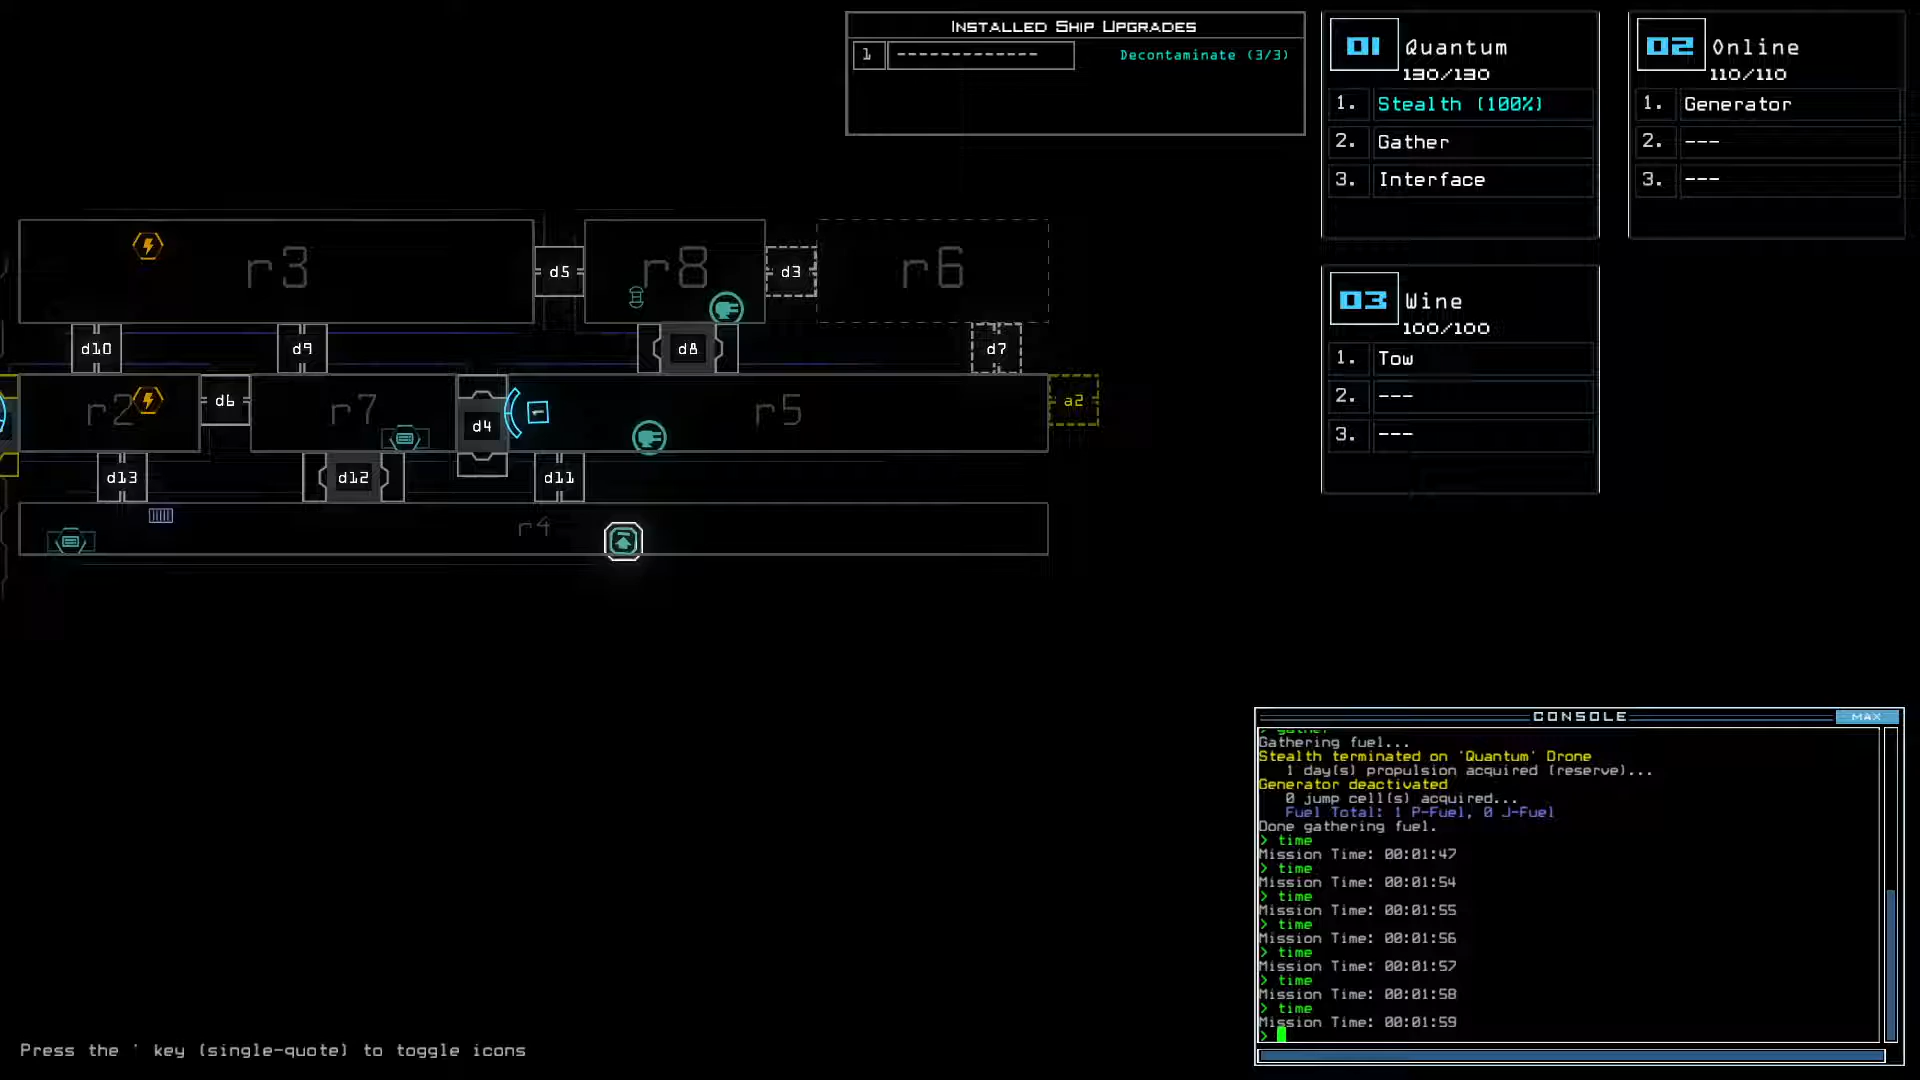 INSTALLED SHIP UPGRADES
1 ------------- Decontaminate (3/3)
01 Quantum
130/130
1. Stealth (100%)
2. Gather
3. Interface
02 Online
110/110
1. Generator
2. ---
3. ---
03 Wine
100/100
1. Tow
2. ---
3. ---
r3
d5
r8
d3
r6
d10
d9
d8
d7
r2
d6
r7
d4
r5
a2
d13
d12
d11
r4
CONSOLE
MAX
> gather
Gathering fuel...
Stealth terminated on 'Quantum' Drone
1 day(s) propulsion acquired (reserve)...
Generator deactivated
0 jump cell(s) acquired...
Fuel Total: 1 P-Fuel, 0 J-Fuel
Done gathering fuel.
> time
Mission Time: 00:01:47
> time
Mission Time: 00:01:54
> time
Mission Time: 00:01:55
> time
Mission Time: 00:01:56
> time
Mission Time: 00:01:57
> time
Mission Time: 00:01:58
> time
Mission Time: 00:01:59
>
Press the ' key (single-quote) to toggle icons